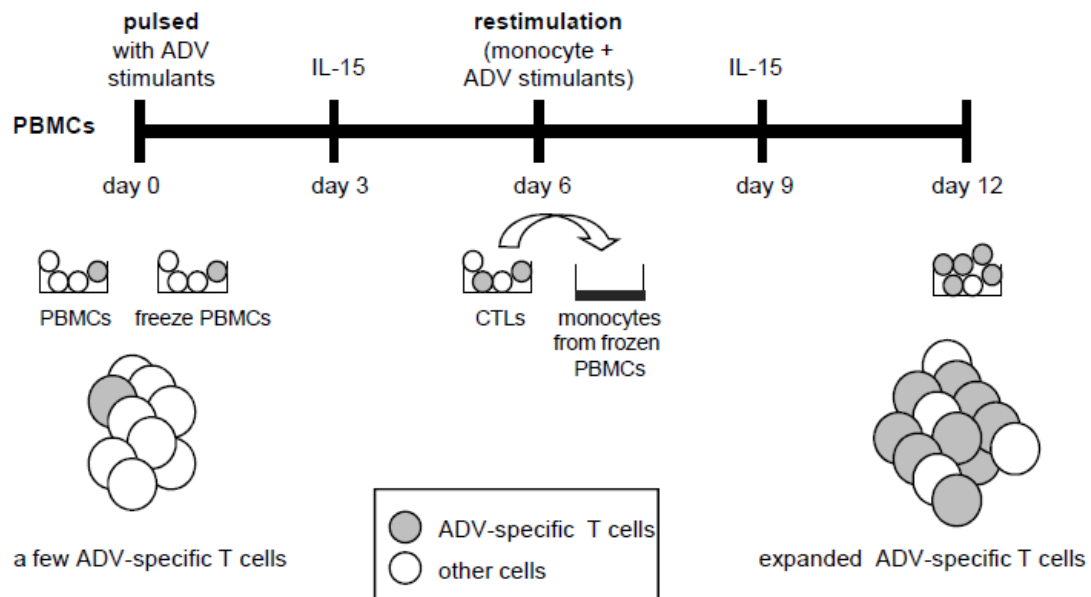 pulsed
with ADV
stimulants
IL-15
restimulation
(monocyte +
ADV stimulants)
IL-15
PBMCs
day 0
day 3
day 6
day 9
day 12
PBMCs
freeze PBMCs
CTLs
monocytes
from frozen
PBMCs
ADV-specific T cells
other cells
a few ADV-specific T cells
expanded ADV-specific T cells